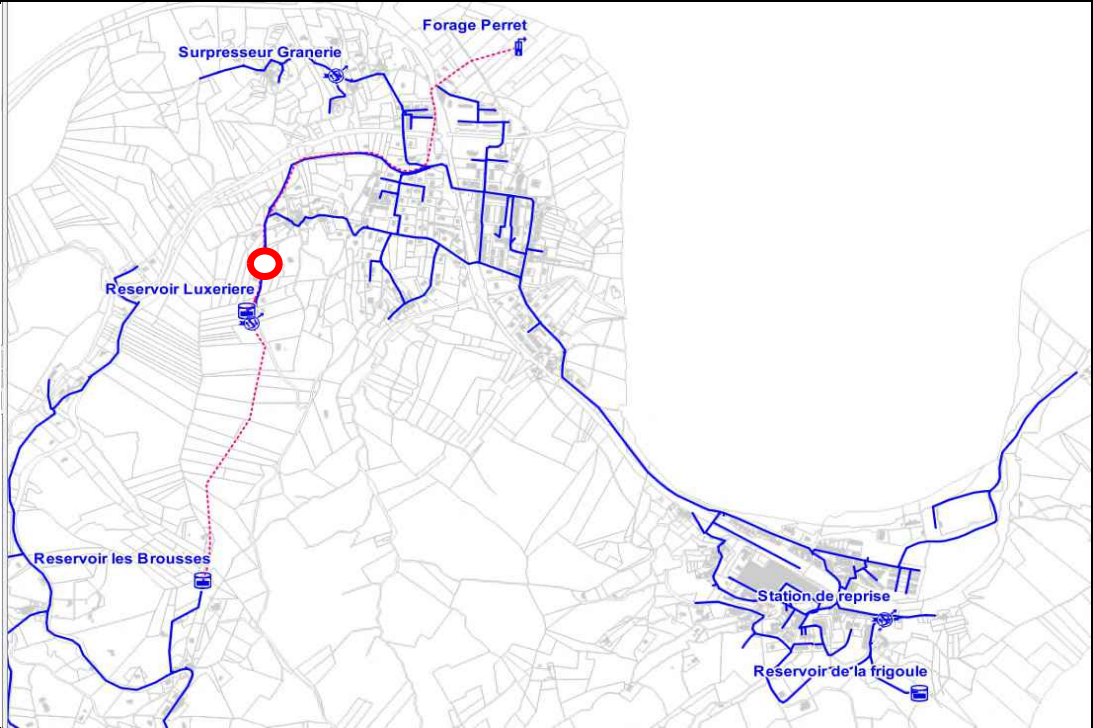 Forage Perret
Surpresseur Granerie
Reservoir Luxeriere
Reservoir les Brousses
Station de reprise
Reservoir de la frigoule